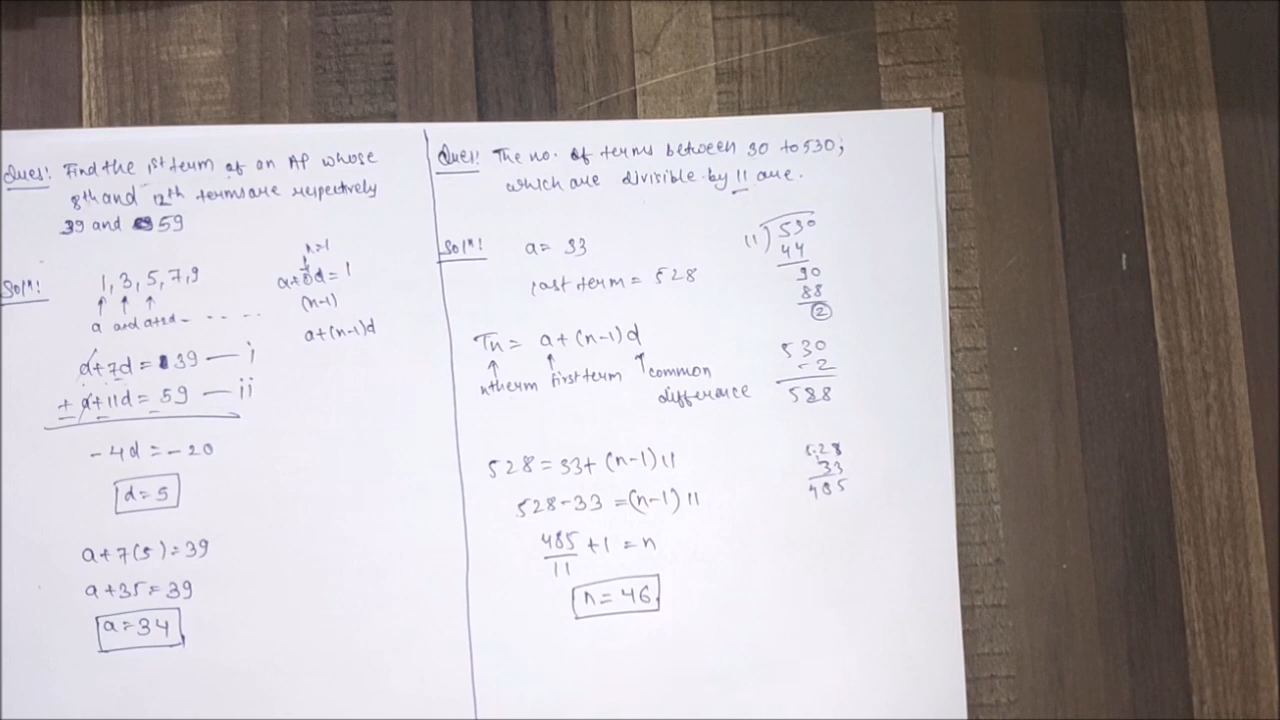 Ques! Find the 1st term of an AP whose
8th and 12th terms are respectively
39 and 59
Sol^n!
1, 3, 5, 7, 9
a a+d a+2d - - - - -
n=1
a+0d = 1
(n-1)
a+(n-1)d
a+7d = 39 — i
± a+11d = 59 — ii
-4d = -20
d = 5
a+7(5) = 39
a+35 = 39
a = 34
Ques! The no. of terms between 30 to 530;
which are divisible by 11 are.
Sol^n!
a = 33
last term = 528
11) 530
44
90
88
2
Tn = a+(n-1)d
nth term First term common
difference
530
-2
528
528 = 33+(n-1)11
528-33 = (n-1)11
485/11 +1 = n
n = 46
528
33
485